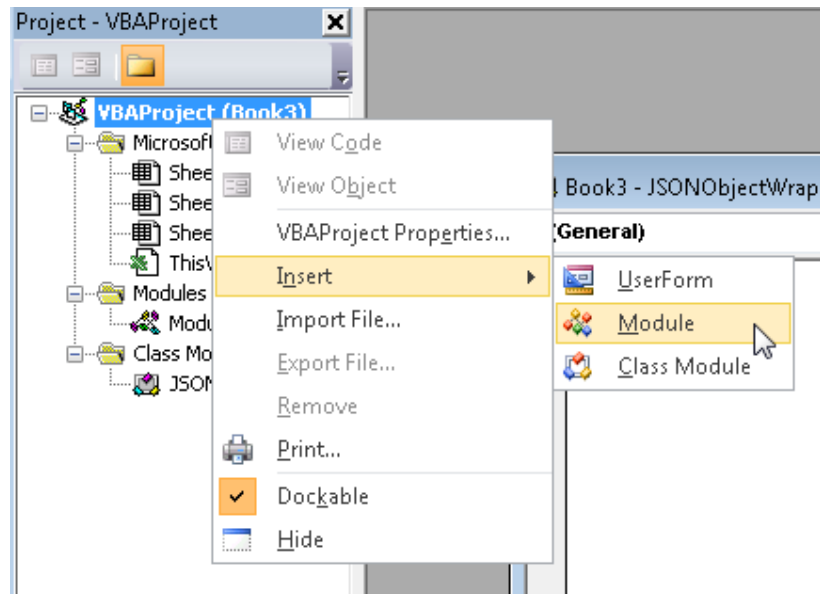 Project - VBAProject
VBAProject (Book3)
Microsoft
Shee
Shee
Shee
This
Modules
Modu
Class Mo
JSON
View Code
View Object
VBAProject Properties...
Insert
Import File...
Export File...
Remove
Print...
Dockable
Hide
Book3 - JSONObjectWrap
(General)
UserForm
Module
Class Module